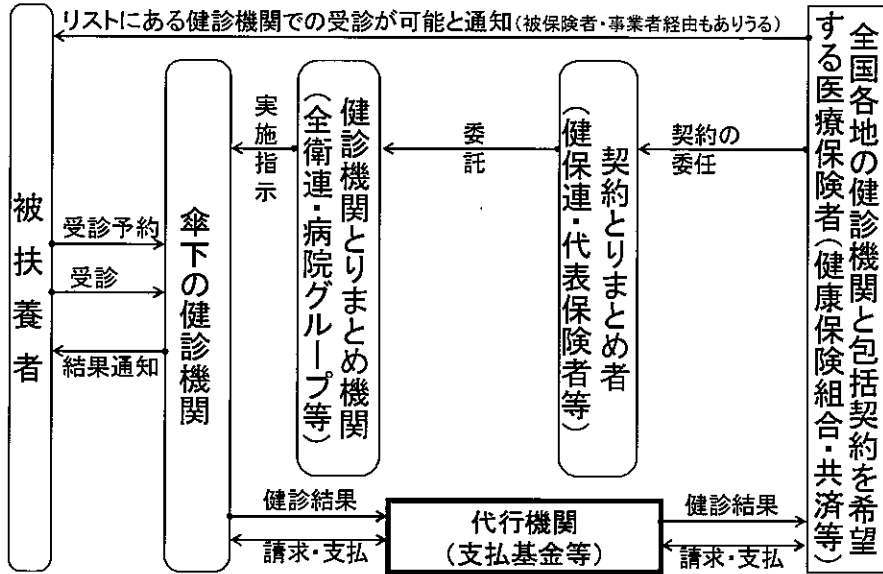 リストにある健診機関での受診が可能と通知(被保険者・事業者経由もありうる)
全国各地の健診機関と包括契約を希望
する医療保険者(健康保険組合・共済等)
契約の
委任
契約とりまとめ者
(健保連・代表保険者等)
委
託
健診機関とりまとめ機関
(全衛連・病院グループ等)
実
施
指
示
傘下の健診機関
被扶養者
受診予約
受診
結果通知
健診結果
請求・支払
代行機関
(支払基金等)
健診結果
請求・支払